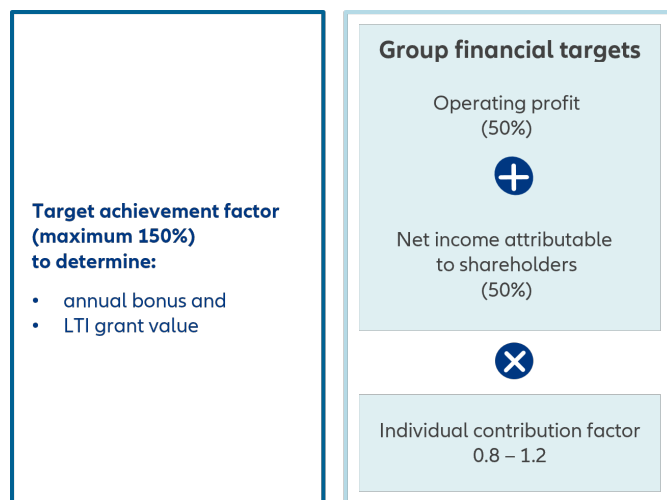 Target achievement factor
(maximum 150%)
to determine:
• annual bonus and
• LTI grant value
Group financial targets
Operating profit
(50%)
+
Net income attributable
to shareholders
(50%)
×
Individual contribution factor
0.8 – 1.2